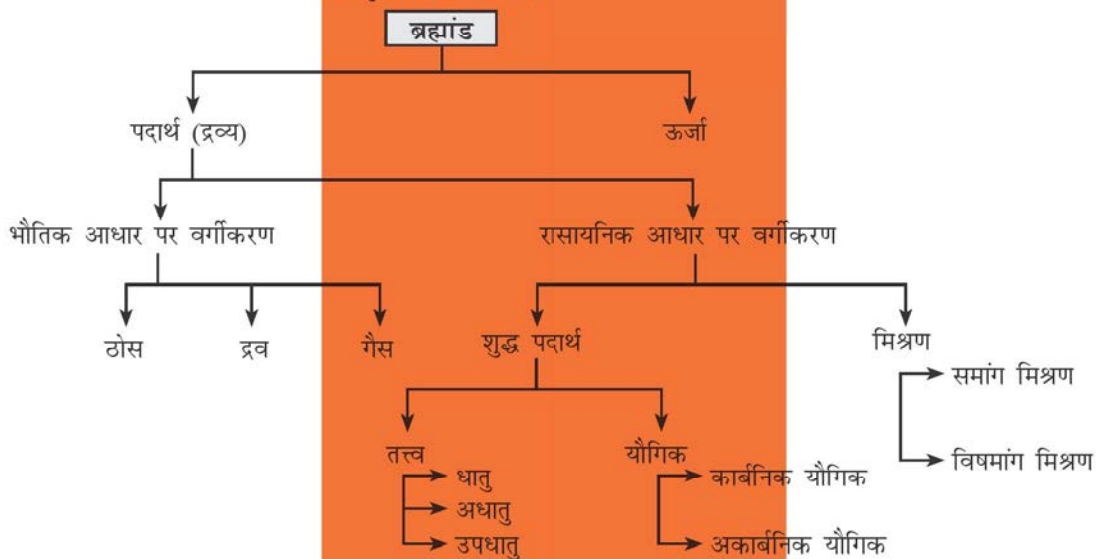 ब्रह्मांड
पदार्थ (द्रव्य)
ऊर्जा
भौतिक आधार पर वर्गीकरण
रासायनिक आधार पर वर्गीकरण
ठोस
द्रव
गैस
शुद्ध पदार्थ
मिश्रण
समांग मिश्रण
विषमांग मिश्रण
तत्त्व
यौगिक
धातु
कार्बनिक यौगिक
अधातु
उपधातु
अकार्बनिक यौगिक